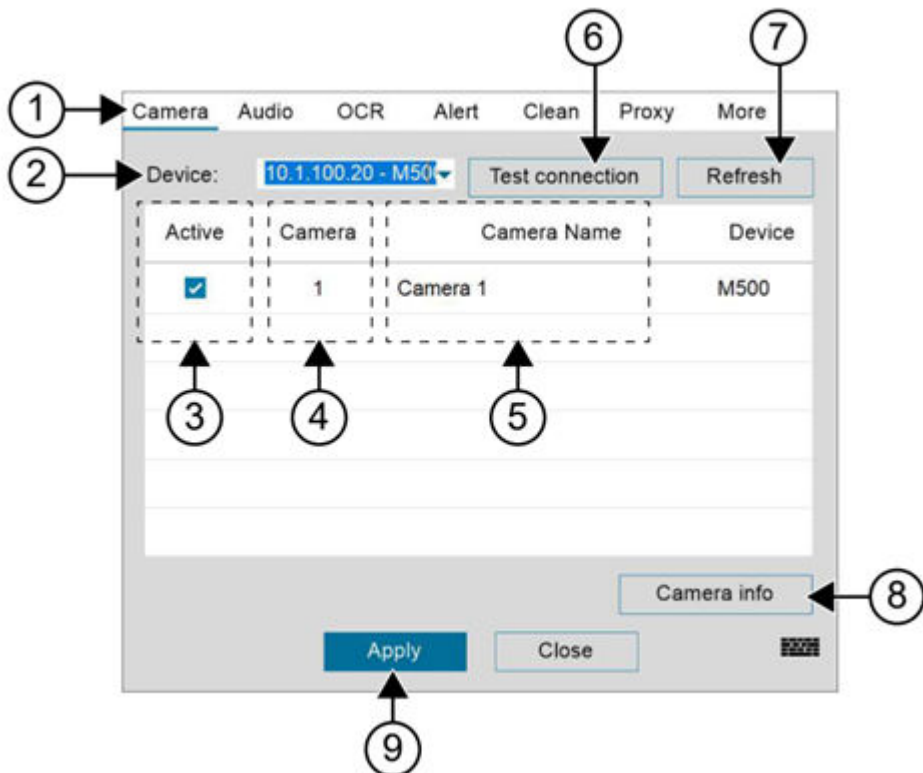 6 7
1 Camera Audio OCR Alert Clean Proxy More
2 Device: 10.1.100.20 - M50 Test connection Refresh
Active Camera Camera Name Device
1 Camera 1 M500
3 4 5
Camera info 8
Apply Close
9